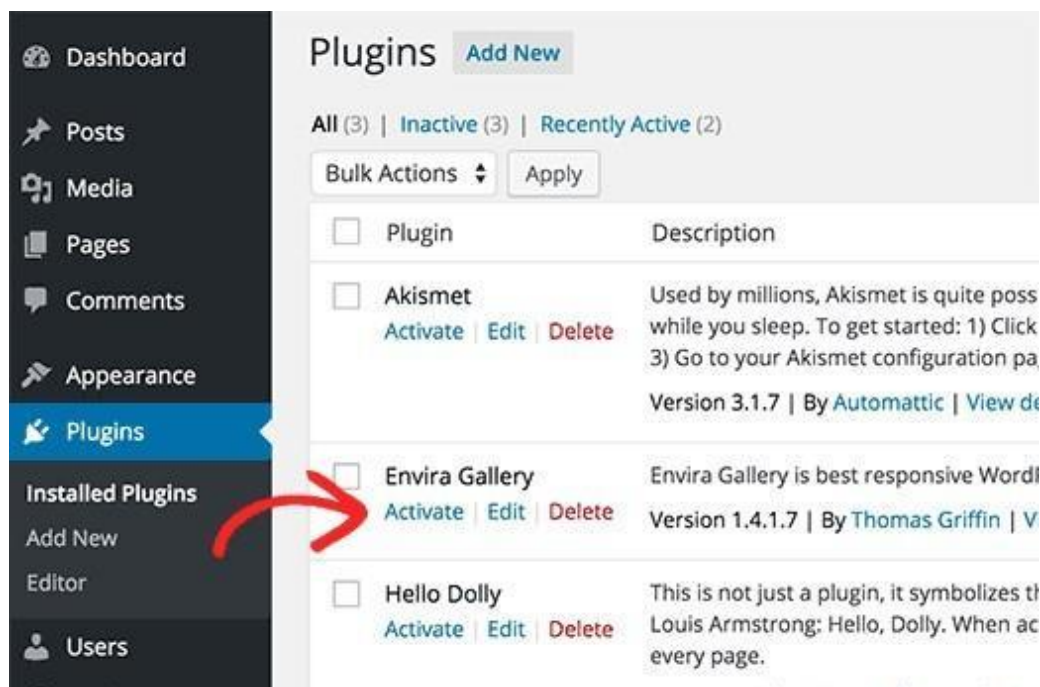 Dashboard
Posts
Media
Pages
Comments
Appearance
Plugins
Installed Plugins
Add New
Editor
Users
Plugins Add New
All (3) | Inactive (3) | Recently Active (2)
Bulk Actions Apply
Plugin Description
Akismet
Activate | Edit | Delete
Used by millions, Akismet is quite poss
while you sleep. To get started: 1) Click
3) Go to your Akismet configuration pa
Version 3.1.7 | By Automattic | View de
Envira Gallery
Activate | Edit | Delete
Envira Gallery is best responsive Word
Version 1.4.1.7 | By Thomas Griffin | V
Hello Dolly
Activate | Edit | Delete
This is not just a plugin, it symbolizes th
Louis Armstrong: Hello, Dolly. When ac
every page.